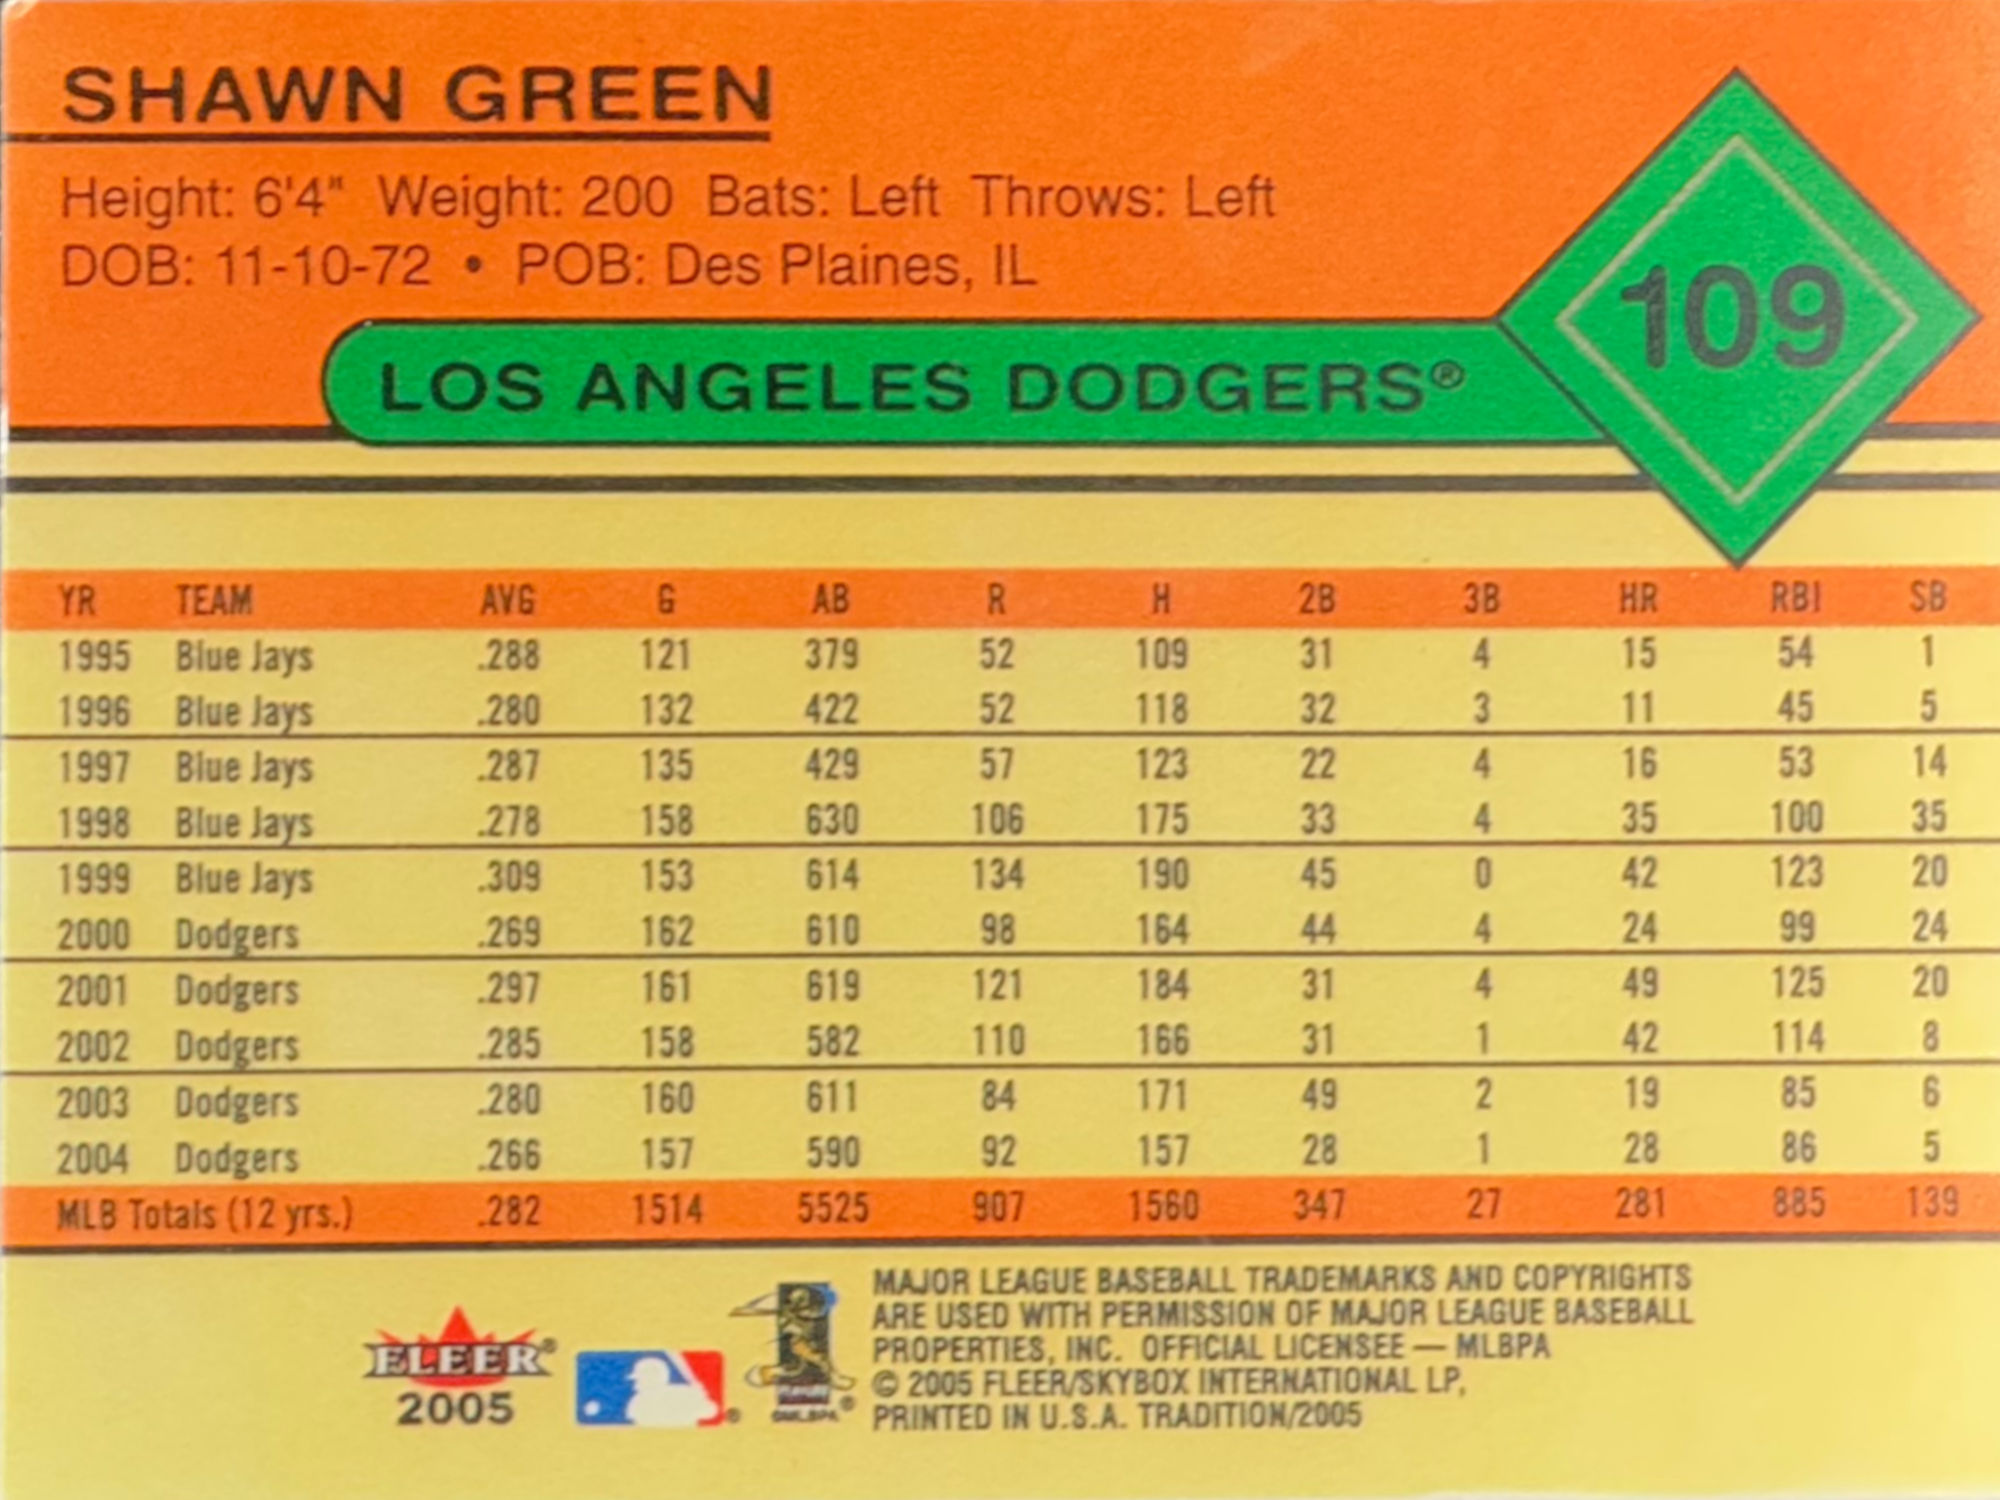 SHAWN GREEN
Height: 6'4" Weight: 200 Bats: Left Throws: Left
DOB: 11-10-72 • POB: Des Plaines, IL
109
LOS ANGELES DODGERS®
YR TEAM AVG G AB R H 2B 3B HR RBI SB
1995 Blue Jays .288 121 379 52 109 31 4 15 54 1
1996 Blue Jays .280 132 422 52 118 32 3 11 45 5
1997 Blue Jays .287 135 429 57 123 22 4 16 53 14
1998 Blue Jays .278 158 630 106 175 33 4 35 100 35
1999 Blue Jays .309 153 614 134 190 45 0 42 123 20
2000 Dodgers .269 162 610 98 164 44 4 24 99 24
2001 Dodgers .297 161 619 121 184 31 4 49 125 20
2002 Dodgers .285 158 582 110 166 31 1 42 114 8
2003 Dodgers .280 160 611 84 171 49 2 19 85 6
2004 Dodgers .266 157 590 92 157 28 1 28 86 5
MLB Totals (12 yrs.) .282 1514 5525 907 1560 347 27 281 885 139
FLEER®
2005
MAJOR LEAGUE BASEBALL TRADEMARKS AND COPYRIGHTS
ARE USED WITH PERMISSION OF MAJOR LEAGUE BASEBALL
PROPERTIES, INC. OFFICIAL LICENSEE — MLBPA
© 2005 FLEER/SKYBOX INTERNATIONAL LP,
PRINTED IN U.S.A. TRADITION/2005